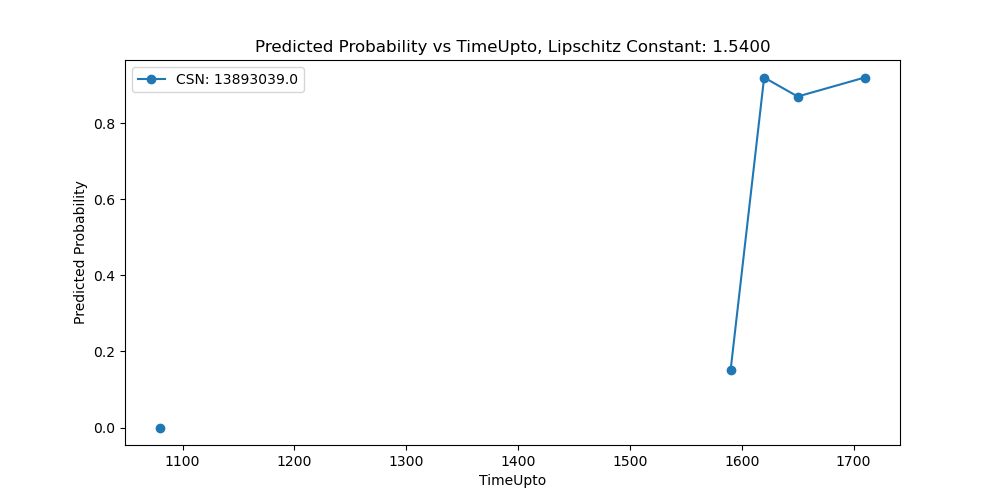 Predicted Probability vs TimeUpto, Lipschitz Constant: 1.5400
CSN: 13893039.0
Predicted Probability
0.8
0.6
0.4
0.2
0.0
1100 1200 1300 1400 1500 1600 1700
TimeUpto